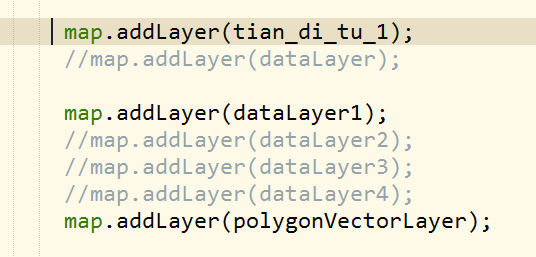 map.addLayer(tian_di_tu_1);
//map.addLayer(dataLayer);
map.addLayer(dataLayer1);
//map.addLayer(dataLayer2);
//map.addLayer(dataLayer3);
//map.addLayer(dataLayer4);
map.addLayer(polygonVectorLayer);